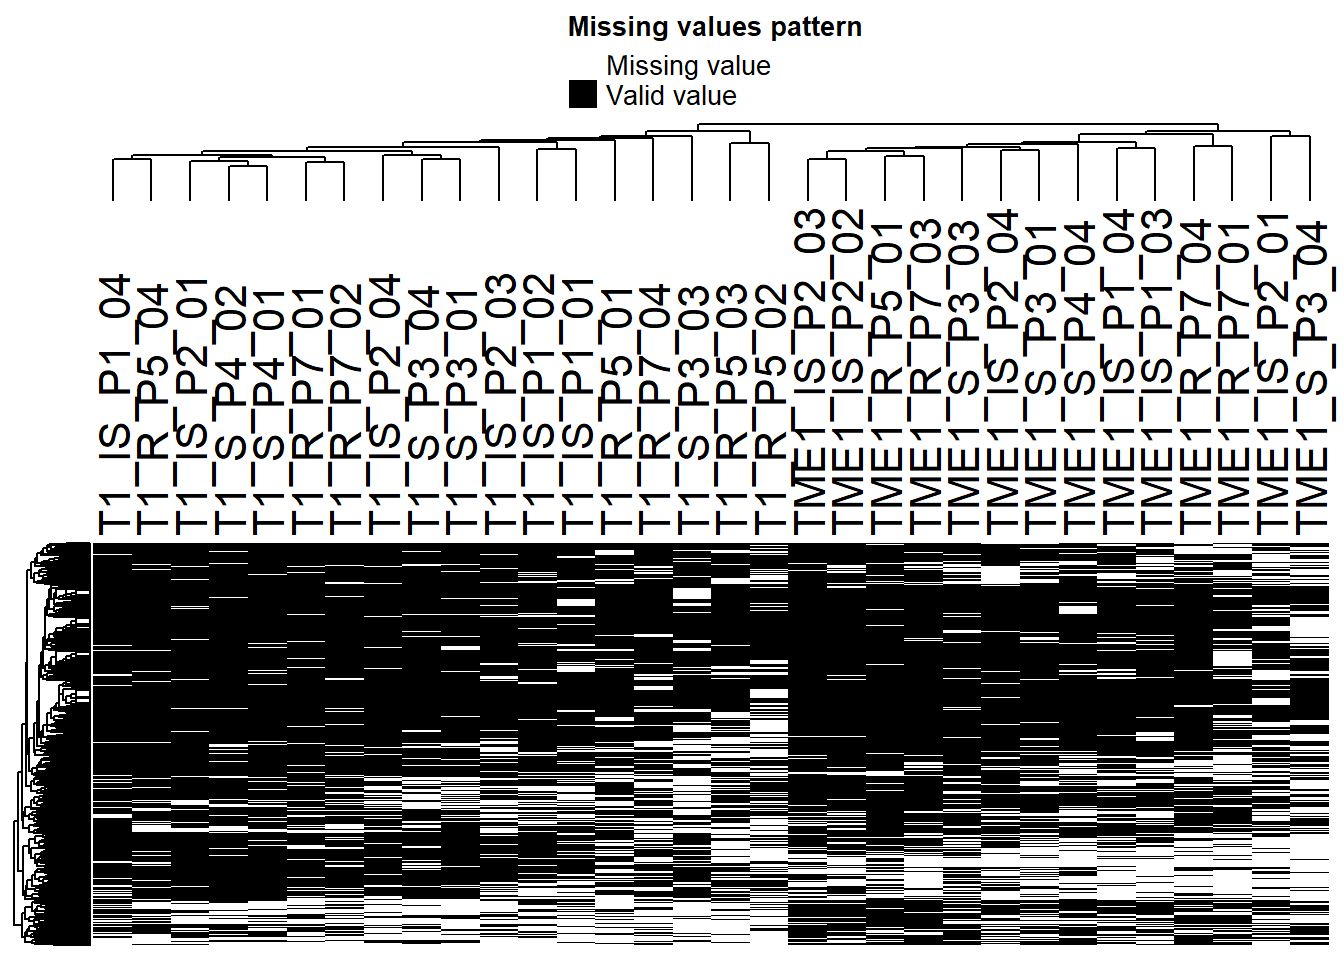 Missing values pattern
Missing value
Valid value
T1_IS_P1_04
T1_R_P5_04
T1_IS_P2_01
T1_S_P4_02
T1_S_P4_01
T1_R_P7_01
T1_R_P7_02
T1_IS_P2_04
T1_S_P3_04
T1_S_P3_01
T1_IS_P2_03
T1_IS_P1_02
T1_IS_P1_01
T1_R_P5_01
T1_R_P7_04
T1_S_P3_03
T1_R_P5_03
T1_R_P5_02
TME1_IS_P2_03
TME1_IS_P2_02
TME1_R_P5_01
TME1_R_P7_03
TME1_S_P3_03
TME1_IS_P2_04
TME1_S_P3_01
TME1_S_P4_04
TME1_IS_P1_04
TME1_IS_P1_03
TME1_R_P7_04
TME1_R_P7_01
TME1_IS_P2_01
TME1_S_P3_04